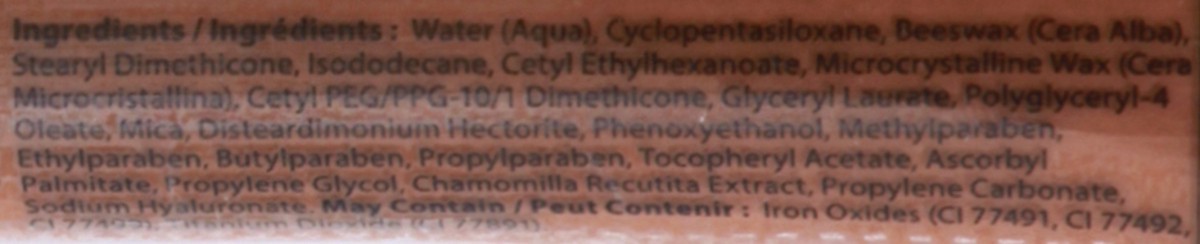 Ingredients / Ingrédients : Water (Aqua), Cyclopentasiloxane, Beeswax (Cera Alba),
Stearyl Dimethicone, Isododecane, Cetyl Ethylhexanoate, Microcrystalline Wax (Cera
Microcristallina), Cetyl PEG/PPG-10/1 Dimethicone, Glyceryl Laurate, Polyglyceryl-4
Oleate, Mica, Disteardimonium Hectorite, Phenoxyethanol, Methylparaben,
Ethylparaben, Butylparaben, Propylparaben, Tocopheryl Acetate, Ascorbyl
Palmitate, Propylene Glycol, Chamomilla Recutita Extract, Propylene Carbonate,
Sodium Hyaluronate. May Contain / Peut Contenir : Iron Oxides (CI 77491, CI 77492,
Dioxide (CI 77891)